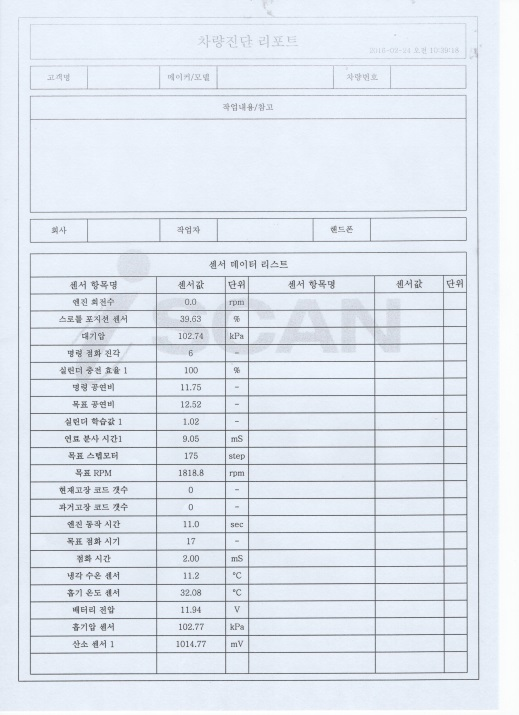 차량진단 리포트
2018-09-24 오전 10:39:18
고객명 메이커/모델 차량번호
작업내용/참고
회사 작업자 핸드폰
센서 데이터 리스트
센서 항목명 센서값 단위 센서 항목명 센서값 단위
엔진 회전수 0.0 rpm
스로틀 포지션 센서 39.63 %
대기압 102.74 kPa
명령 점화 진각 6 -
실린더 충전 효율 1 100 %
명령 공연비 11.75 -
목표 공연비 12.52 -
실린더 학습값 1 1.02 -
연료 분사 시간1 9.05 mS
목표 스텝모터 175 step
목표 RPM 1818.8 rpm
현재고장 코드 갯수 0 -
과거고장 코드 갯수 0 -
엔진 동작 시간 11.0 sec
목표 점화 시기 17 -
점화 시간 2.00 mS
냉각 수온 센서 11.2 °C
흡기 온도 센서 32.08 °C
배터리 전압 11.94 V
흡기압 센서 102.77 kPa
산소 센서 1 1014.77 mV
iSCAN